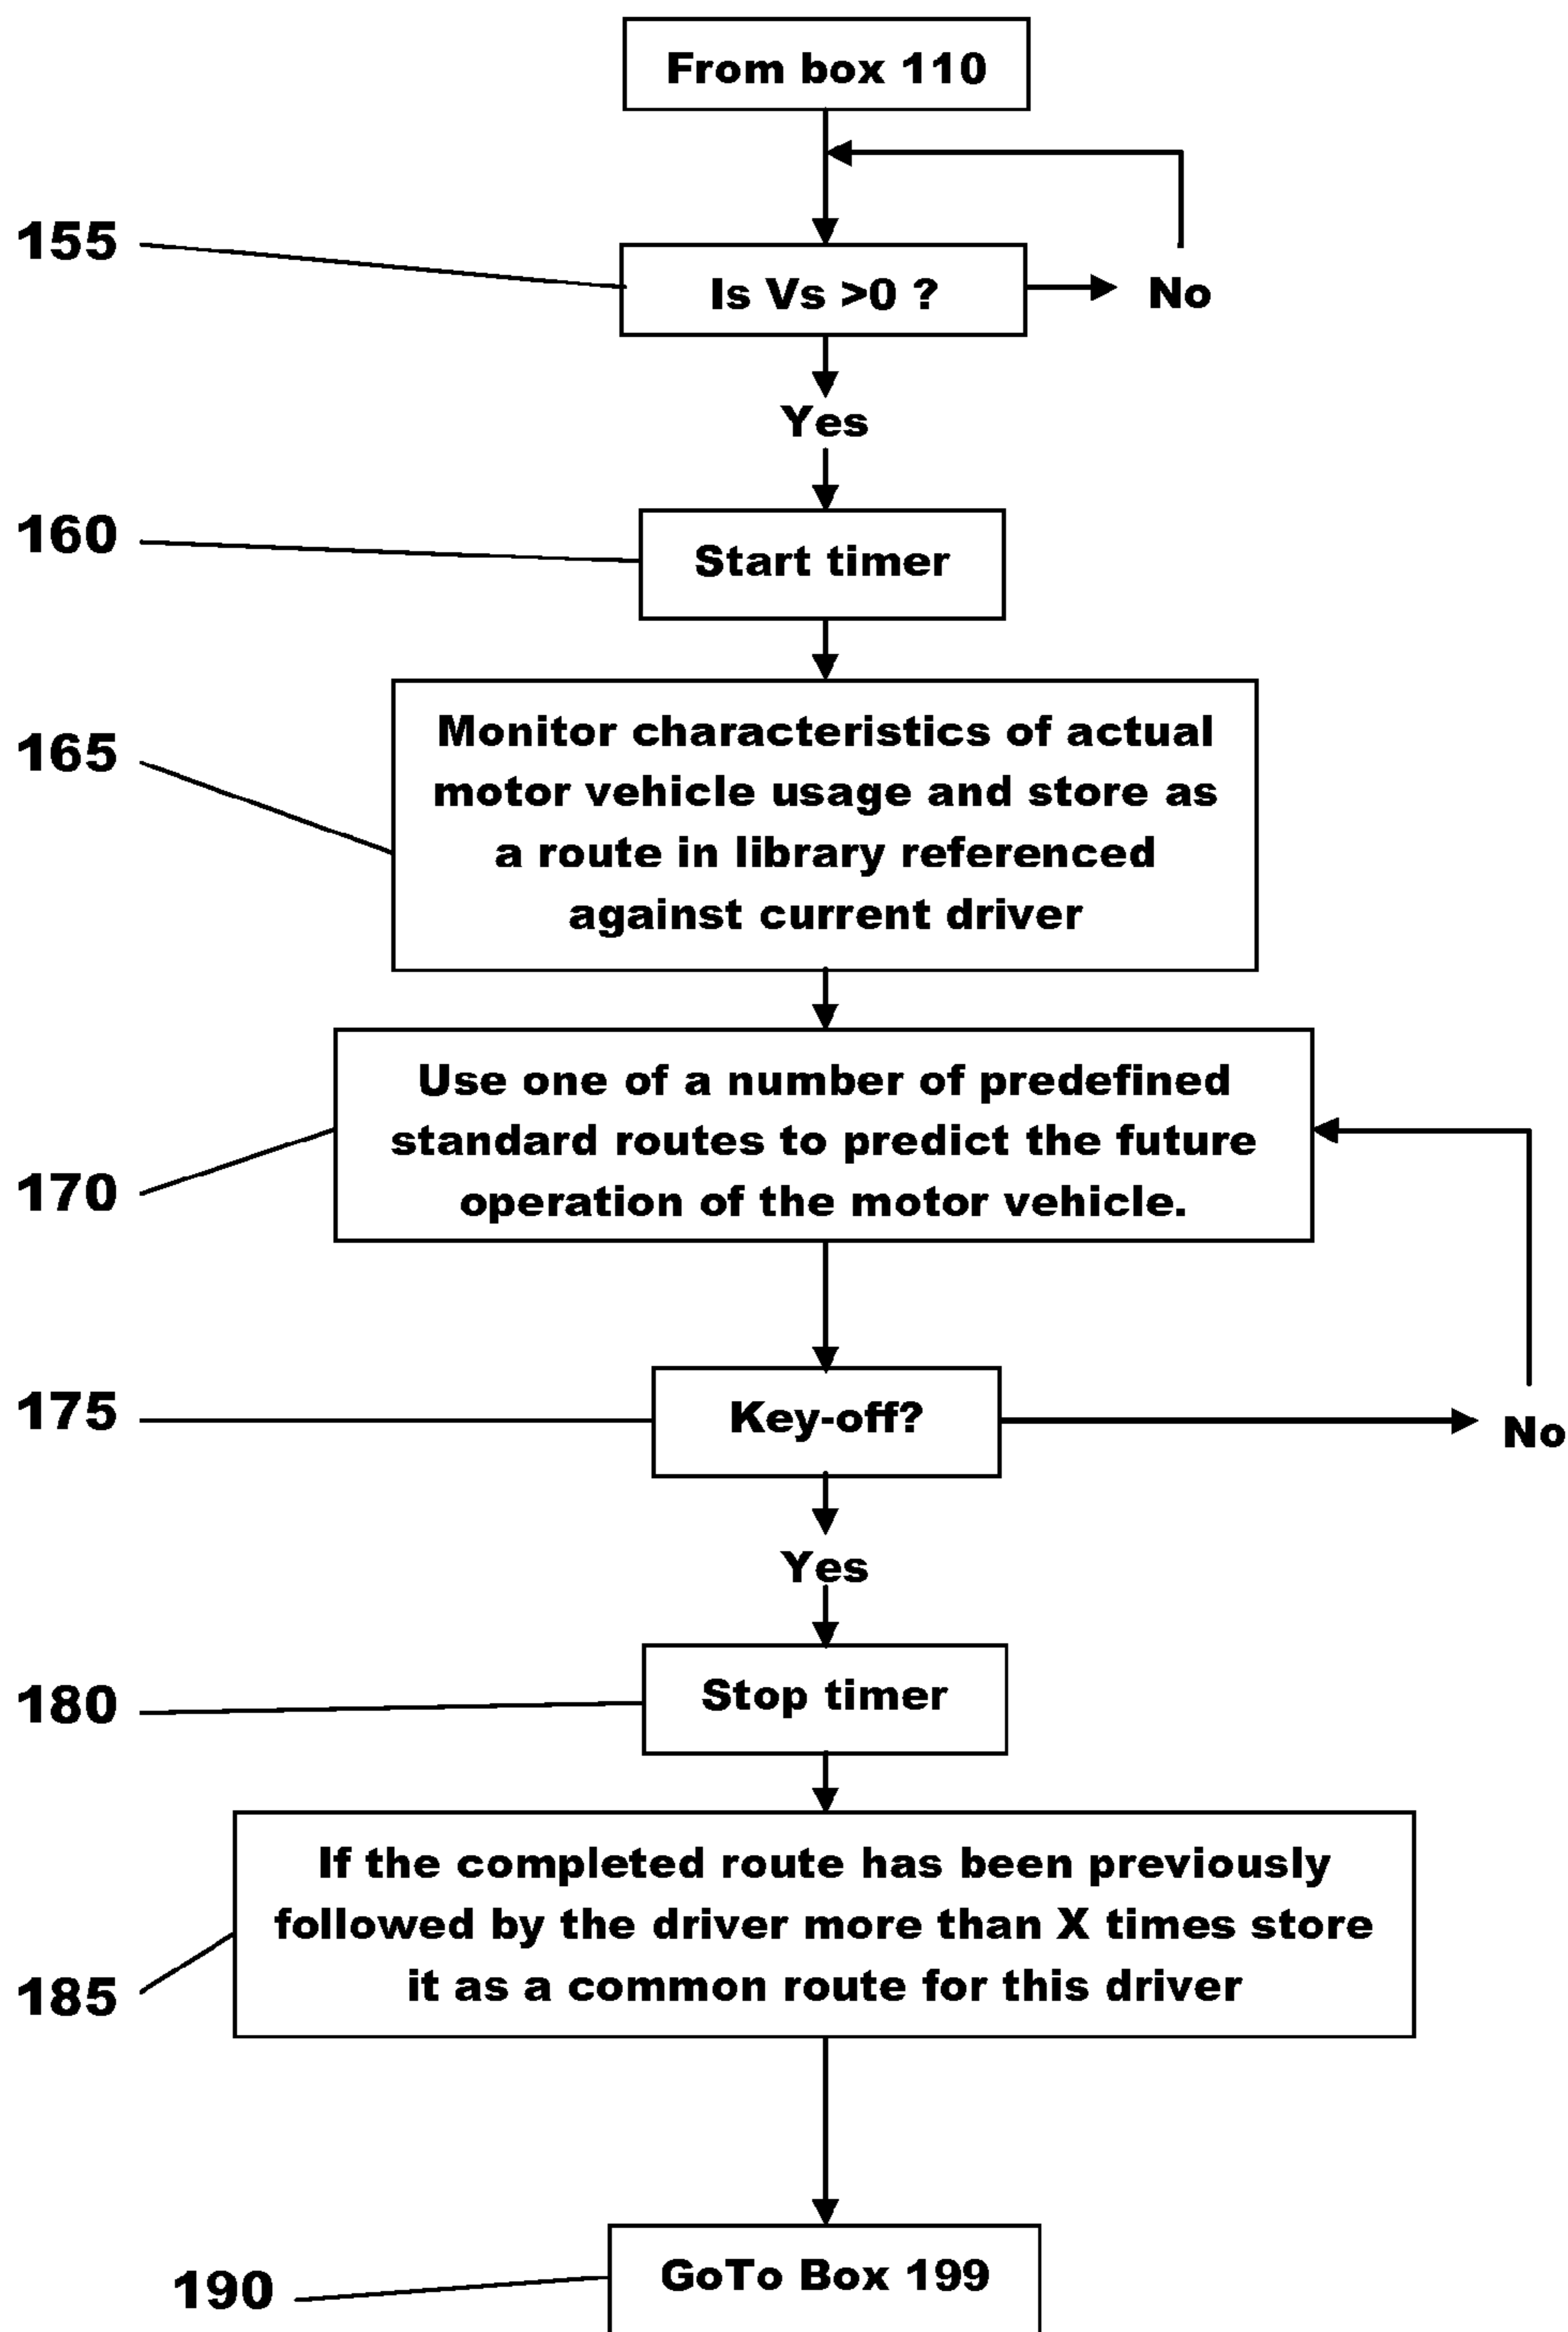 From box 110
155
Is Vs >0 ?
No
Yes
160
Start timer
165
Monitor characteristics of actual
motor vehicle usage and store as
a route in library referenced
against current driver
170
Use one of a number of predefined
standard routes to predict the future
operation of the motor vehicle.
175
Key-off?
No
Yes
180
Stop timer
185
If the completed route has been previously
followed by the driver more than X times store
it as a common route for this driver
190
GoTo Box 199